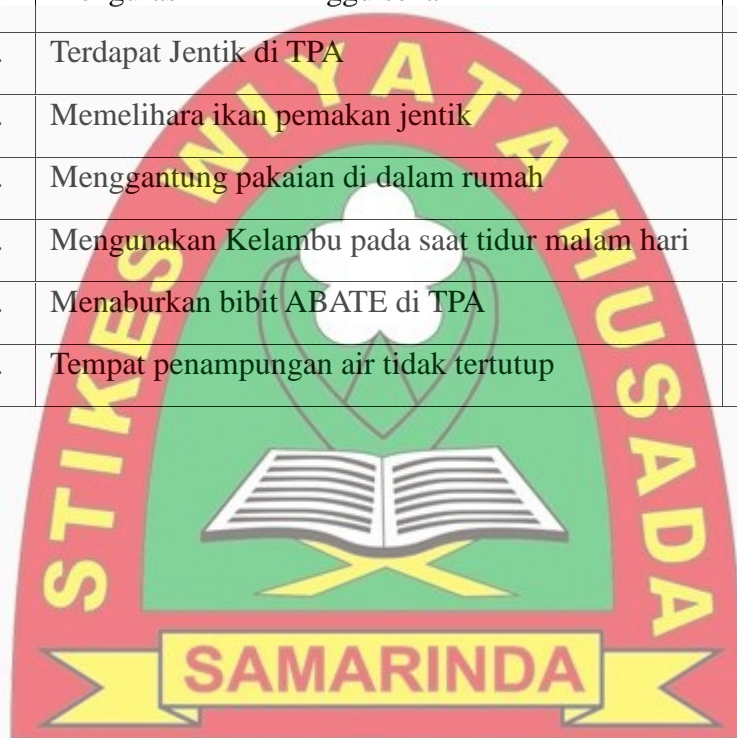 Terdapat Jentik di TPA
Memelihara ikan pemakan jentik
Menggantung pakaian di dalam rumah
Mengunakan Kelambu pada saat tidur malam hari
Menaburkan bibit ABATE di TPA
Tempat penampungan air tidak tertutup
STIKES WIYATA HUSADA
SAMARINDA